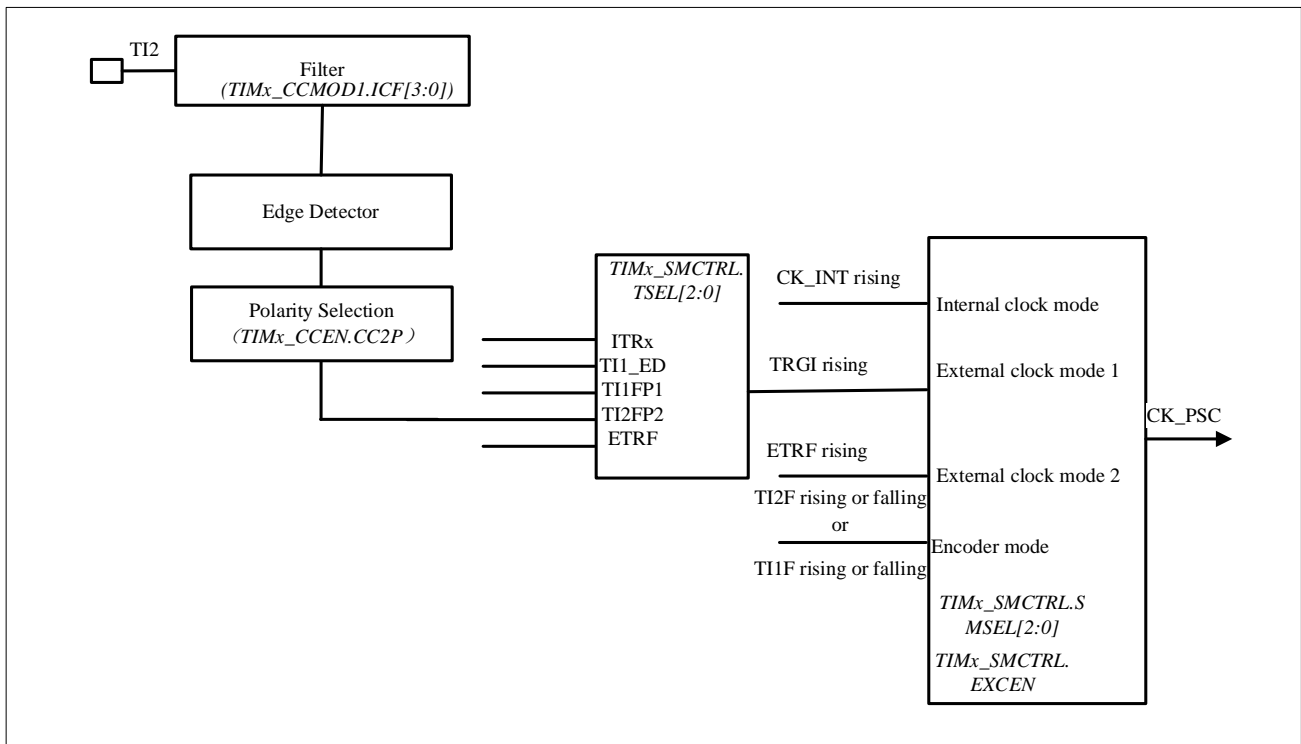 TI2
Filter
(TIMx_CCMOD1.ICF[3:0])
Edge Detector
Polarity Selection
（TIMx_CCEN.CC2P）
TIMx_SMCTRL.
TSEL[2:0]
ITRx
TI1_ED
TI1FP1
TI2FP2
ETRF
CK_INT rising
TRGI rising
ETRF rising
TI2F rising or falling
or
TI1F rising or falling
Internal clock mode
External clock mode 1
External clock mode 2
Encoder mode
TIMx_SMCTRL.S
MSEL[2:0]
TIMx_SMCTRL.
EXCEN
CK_PSC